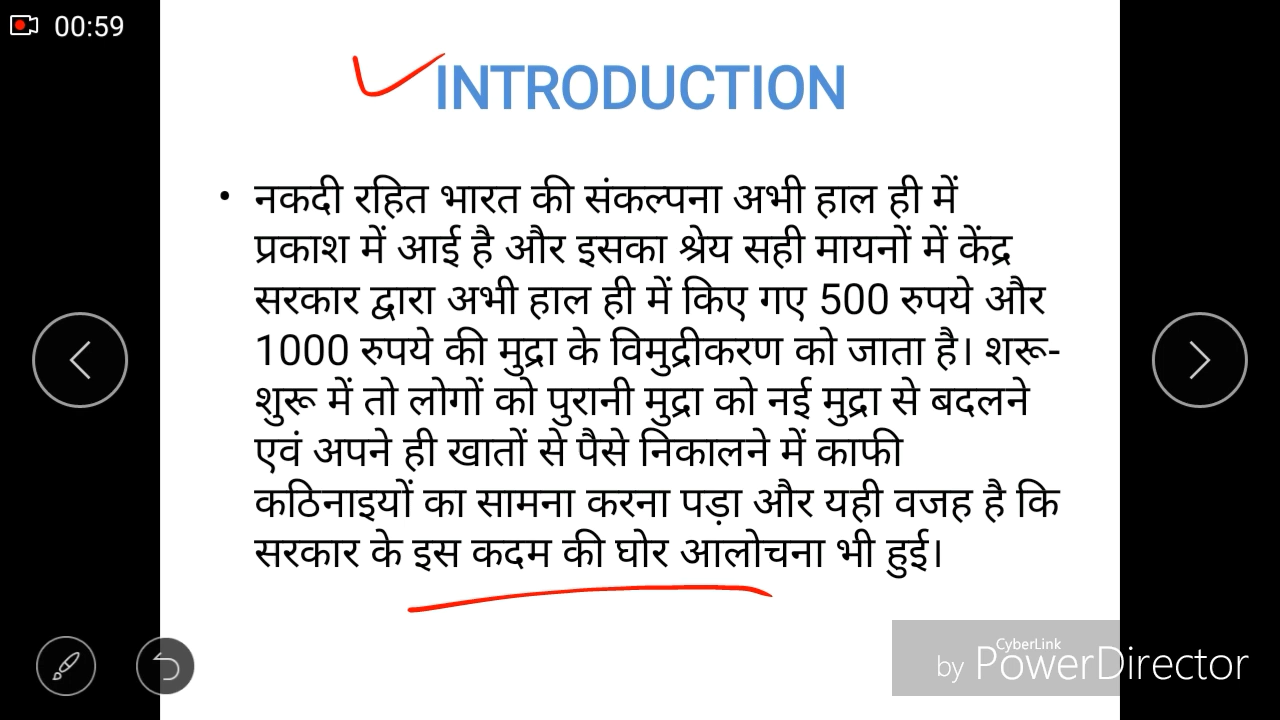 00:59
INTRODUCTION
• नकदी रहित भारत की संकल्पना अभी हाल ही में
प्रकाश में आई है और इसका श्रेय सही मायनों में केंद्र
सरकार द्वारा अभी हाल ही में किए गए 500 रुपये और
1000 रुपये की मुद्रा के विमुद्रीकरण को जाता है। शरू-
शुरू में तो लोगों को पुरानी मुद्रा को नई मुद्रा से बदलने
एवं अपने ही खातों से पैसे निकालने में काफी
कठिनाइयों का सामना करना पड़ा और यही वजह है कि
सरकार के इस कदम की घोर आलोचना भी हुई।
CyberLink
by PowerDirector